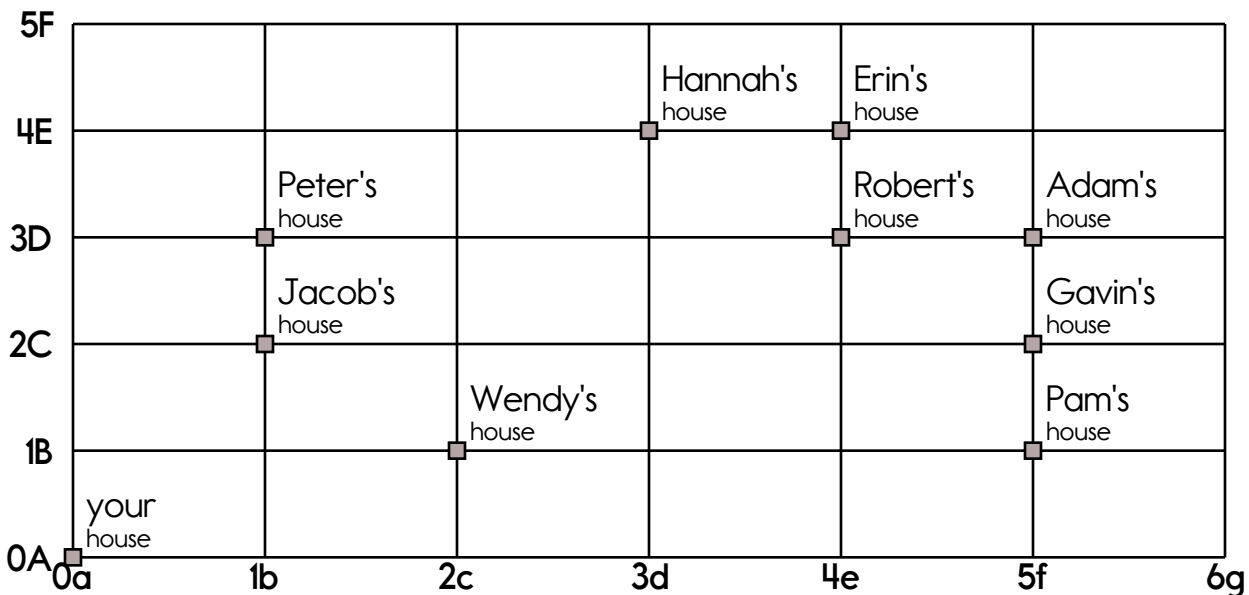 5F
Hannah's
house
Erin's
house
4E
Peter's
house
Robert's
house
Adam's
house
3D
Jacob's
house
Gavin's
house
2C
Wendy's
house
Pam's
house
1B
your
house
0A
0a 1b 2c 3d 4e 5f 6g